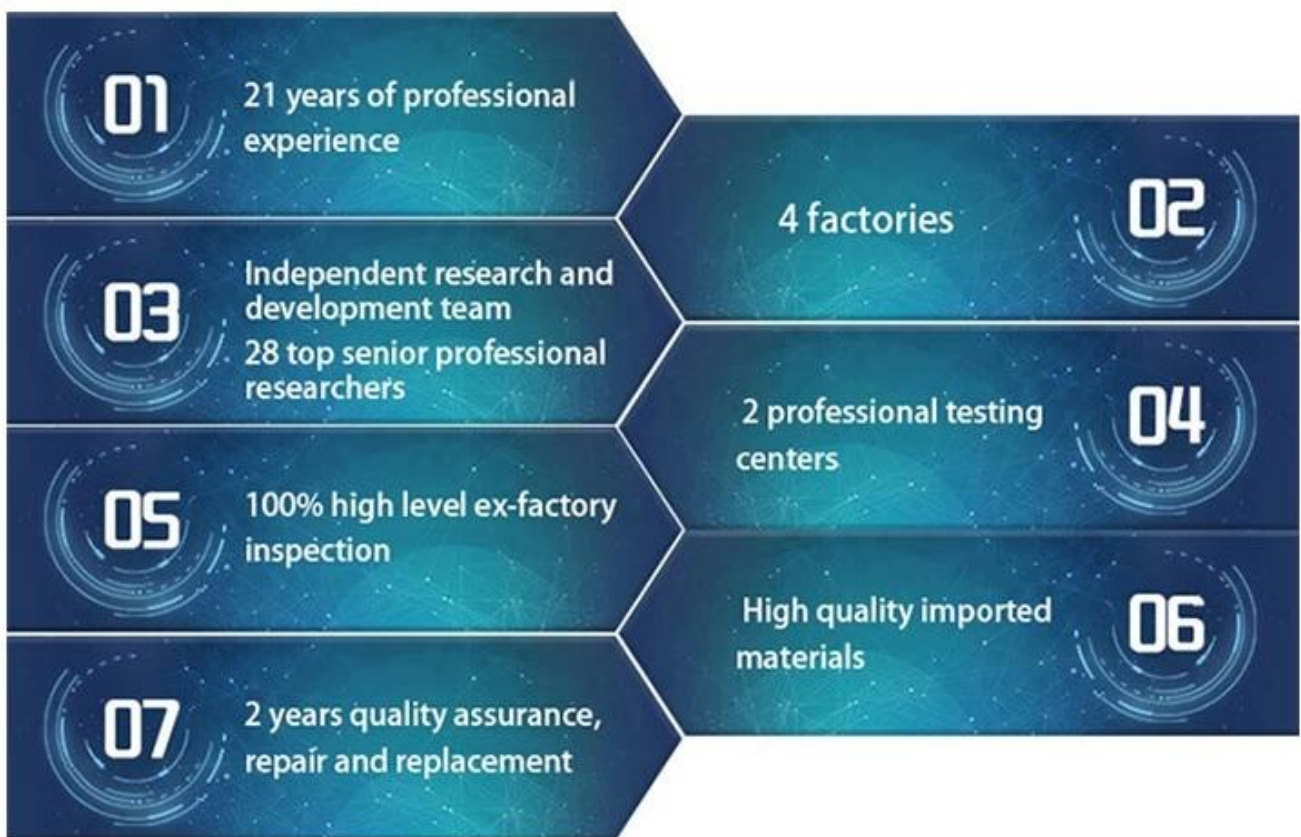 01
21 years of professional
experience
02
4 factories
03
Independent research and
development team
28 top senior professional
researchers
04
2 professional testing
centers
05
100% high level ex-factory
inspection
06
High quality imported
materials
07
2 years quality assurance,
repair and replacement